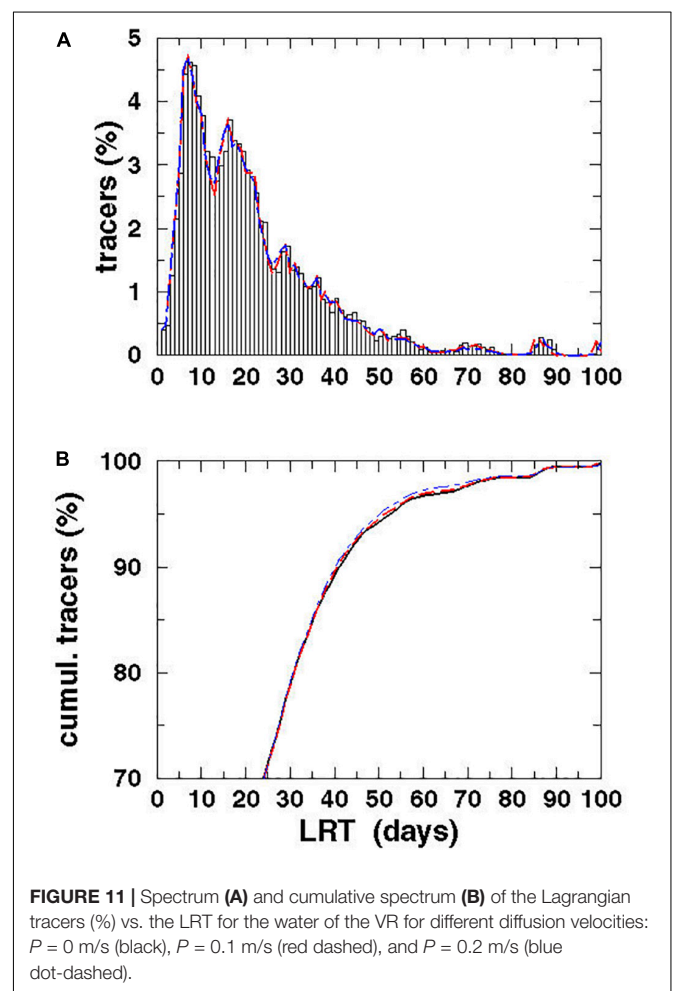 A
5
4
3
2
1
0
tracers (%)
0 10 20 30 40 50 60 70 80 90 100
B
100
90
80
70
cumul. tracers (%)
0 10 20 30 40 50 60 70 80 90 100
LRT (days)
FIGURE 11 | Spectrum (A) and cumulative spectrum (B) of the Lagrangian
tracers (%) vs. the LRT for the water of the VR for different diffusion velocities:
P = 0 m/s (black), P = 0.1 m/s (red dashed), and P = 0.2 m/s (blue
dot-dashed).